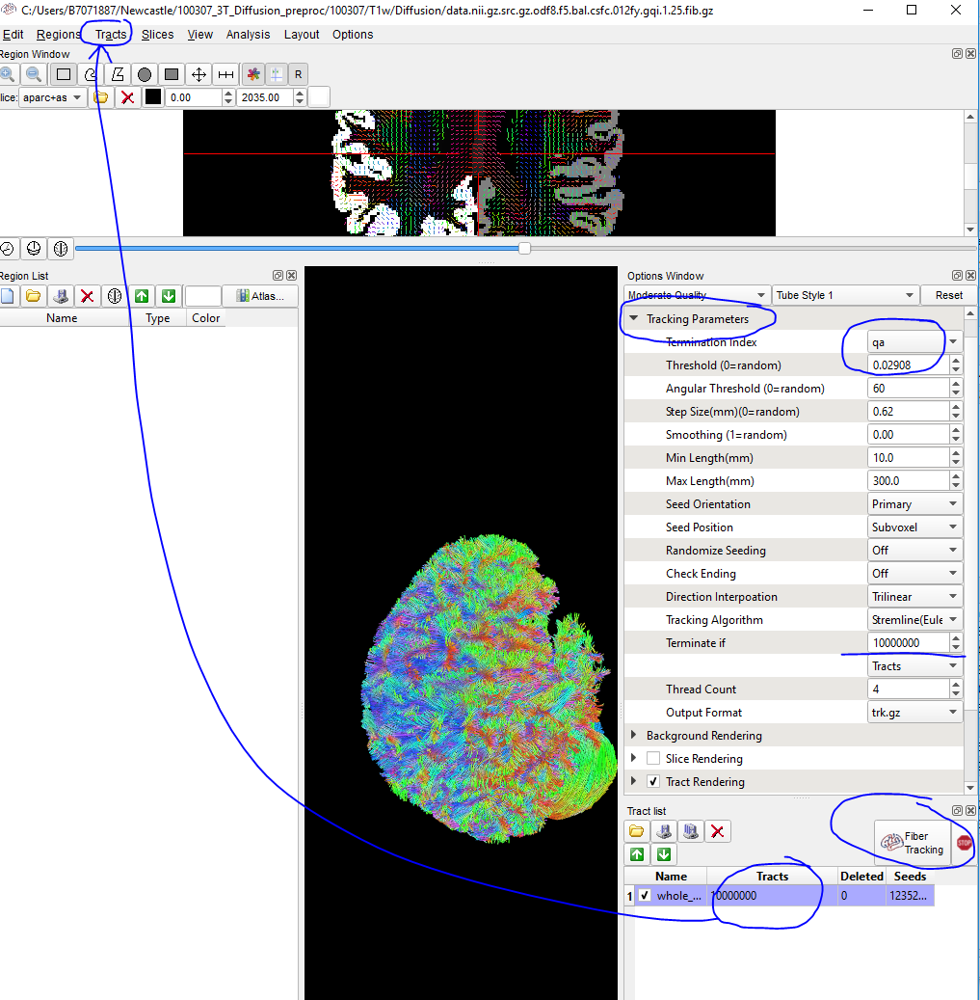 C:/Users/B7071887/Newcastle/100307_3T_Diffusion_preproc/100307/T1w/Diffusion/data.nii.gz.src.gz.odf8.f5.bal.csfc.012fy.gqi.1.25.fib.gz
Edit Regions Tracts Slices View Analysis Layout Options
Region Window
R
lice: aparc+as 0.00 2035.00
Region List
Atlas...
Name Type Color
Options Window
Moderate Quality Tube Style 1 Reset
Tracking Parameters
Termination Index qa
Threshold (0=random) 0.02908
Angular Threshold (0=random) 60
Step Size(mm)(0=random) 0.62
Smoothing (1=random) 0.00
Min Length(mm) 10.0
Max Length(mm) 300.0
Seed Orientation Primary
Seed Position Subvoxel
Randomize Seeding Off
Check Ending Off
Direction Interpoation Trilinear
Tracking Algorithm Stremline(Eule
Terminate if 10000000
Tracts
Thread Count 4
Output Format trk.gz
Background Rendering
Slice Rendering
Tract Rendering
Tract list
Fiber
Tracking
STOP
Name Tracts Deleted Seeds
1 whole_... 10000000 0 12352...